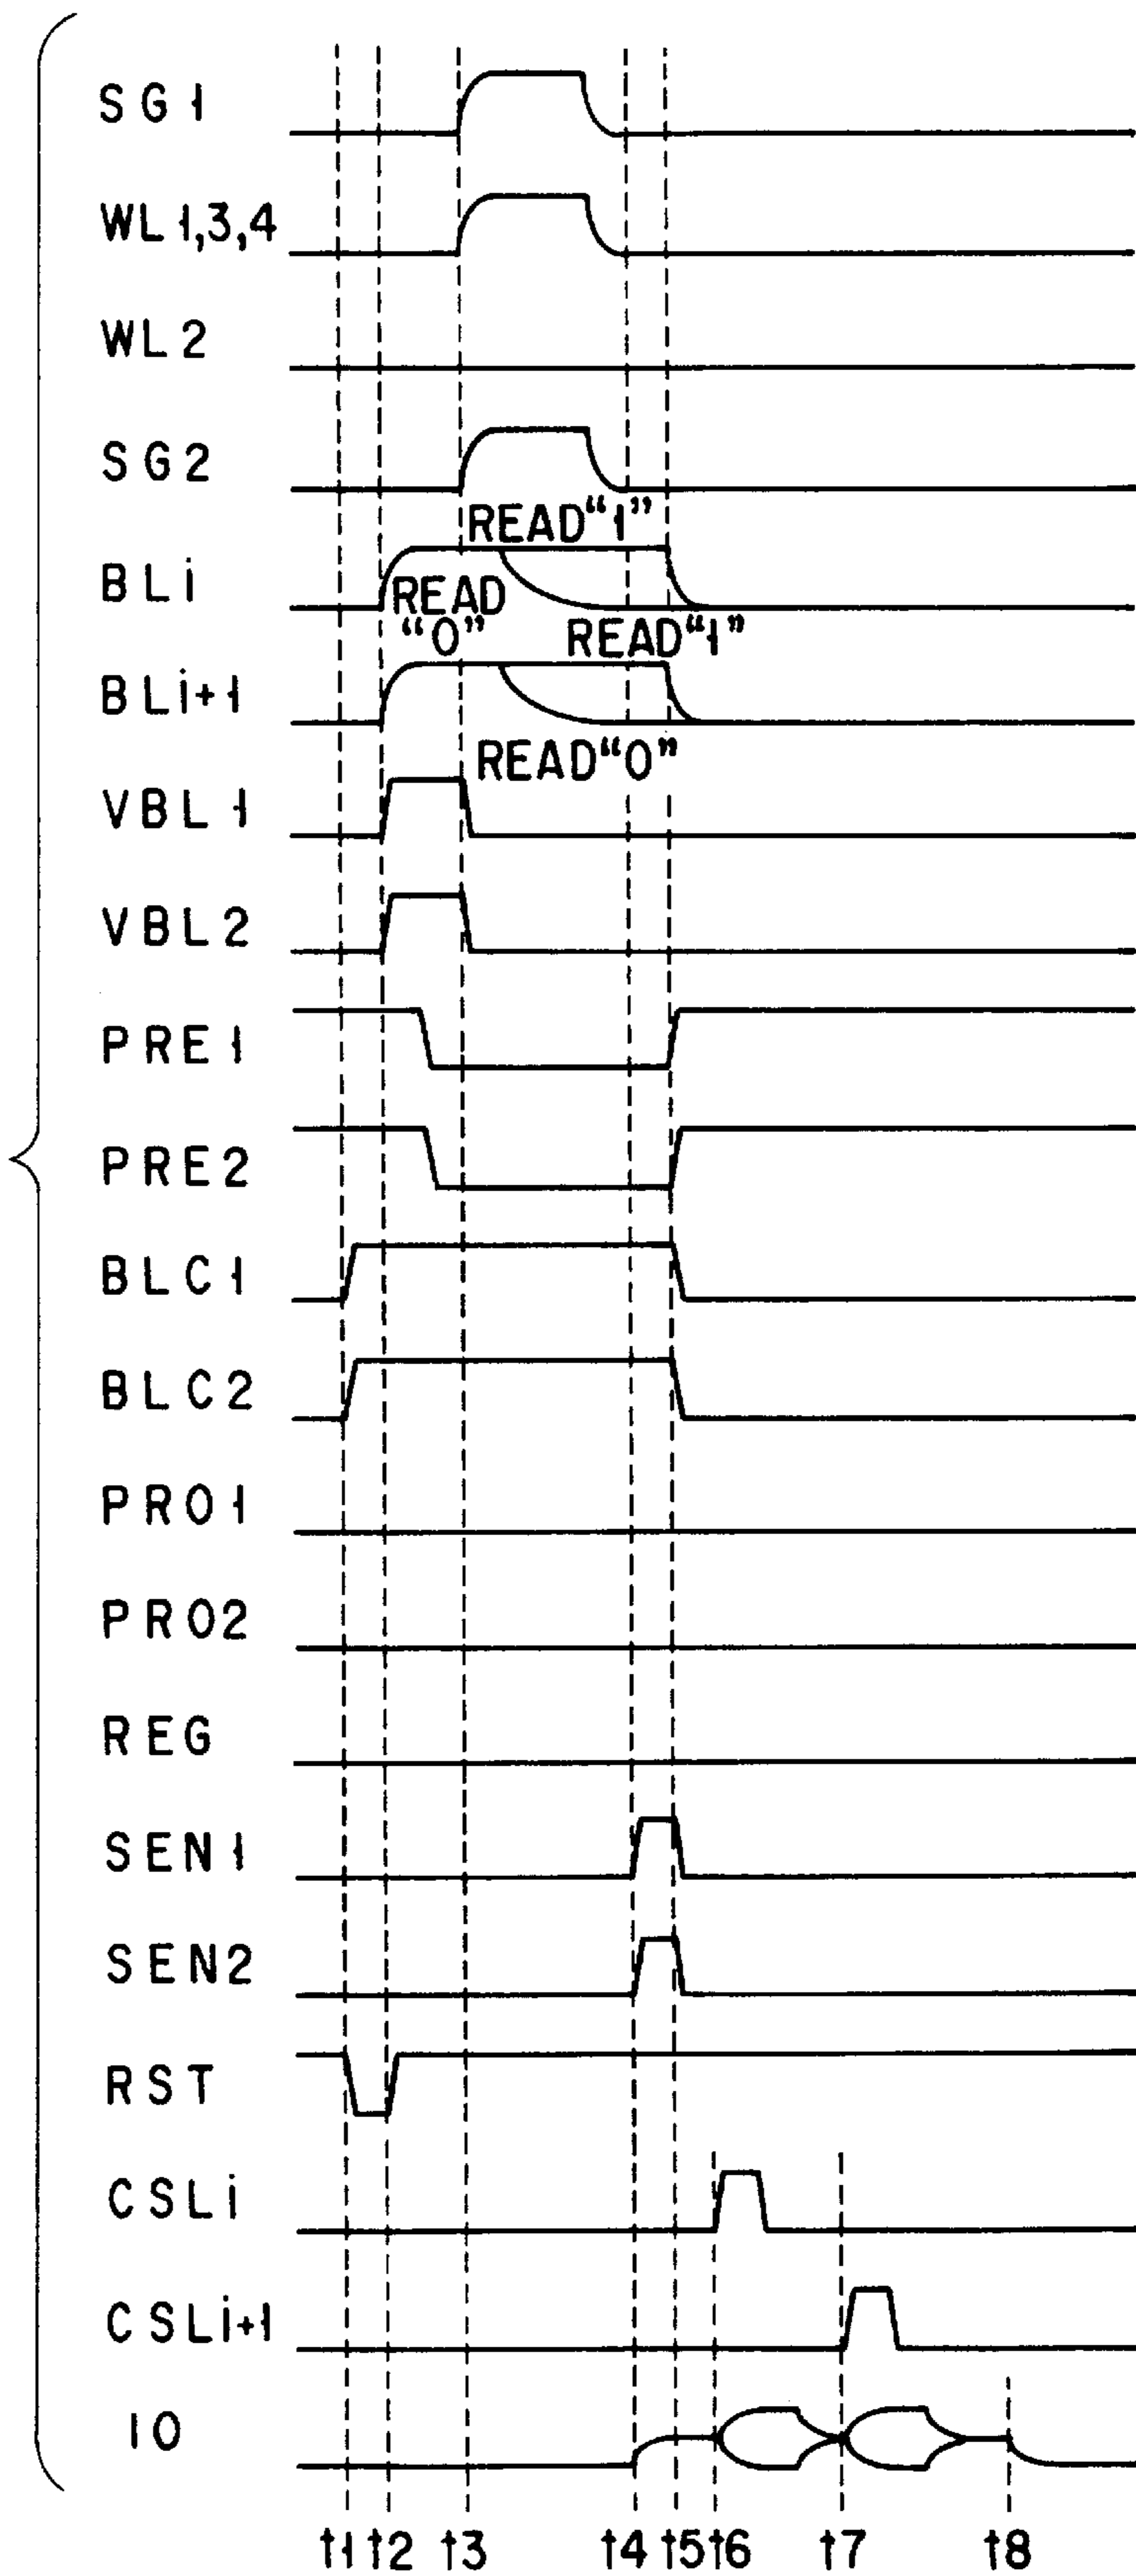 SG1
WL1,3,4
WL2
SG2
READ"1"
BLi
READ
"0"
READ"1"
BLi+1
READ"0"
VBL1
VBL2
PRE1
PRE2
BLC1
BLC2
PRO1
PRO2
REG
SEN1
SEN2
RST
CSLi
CSLi+1
IO
t1 t2 t3 t4 t5 t6 t7 t8